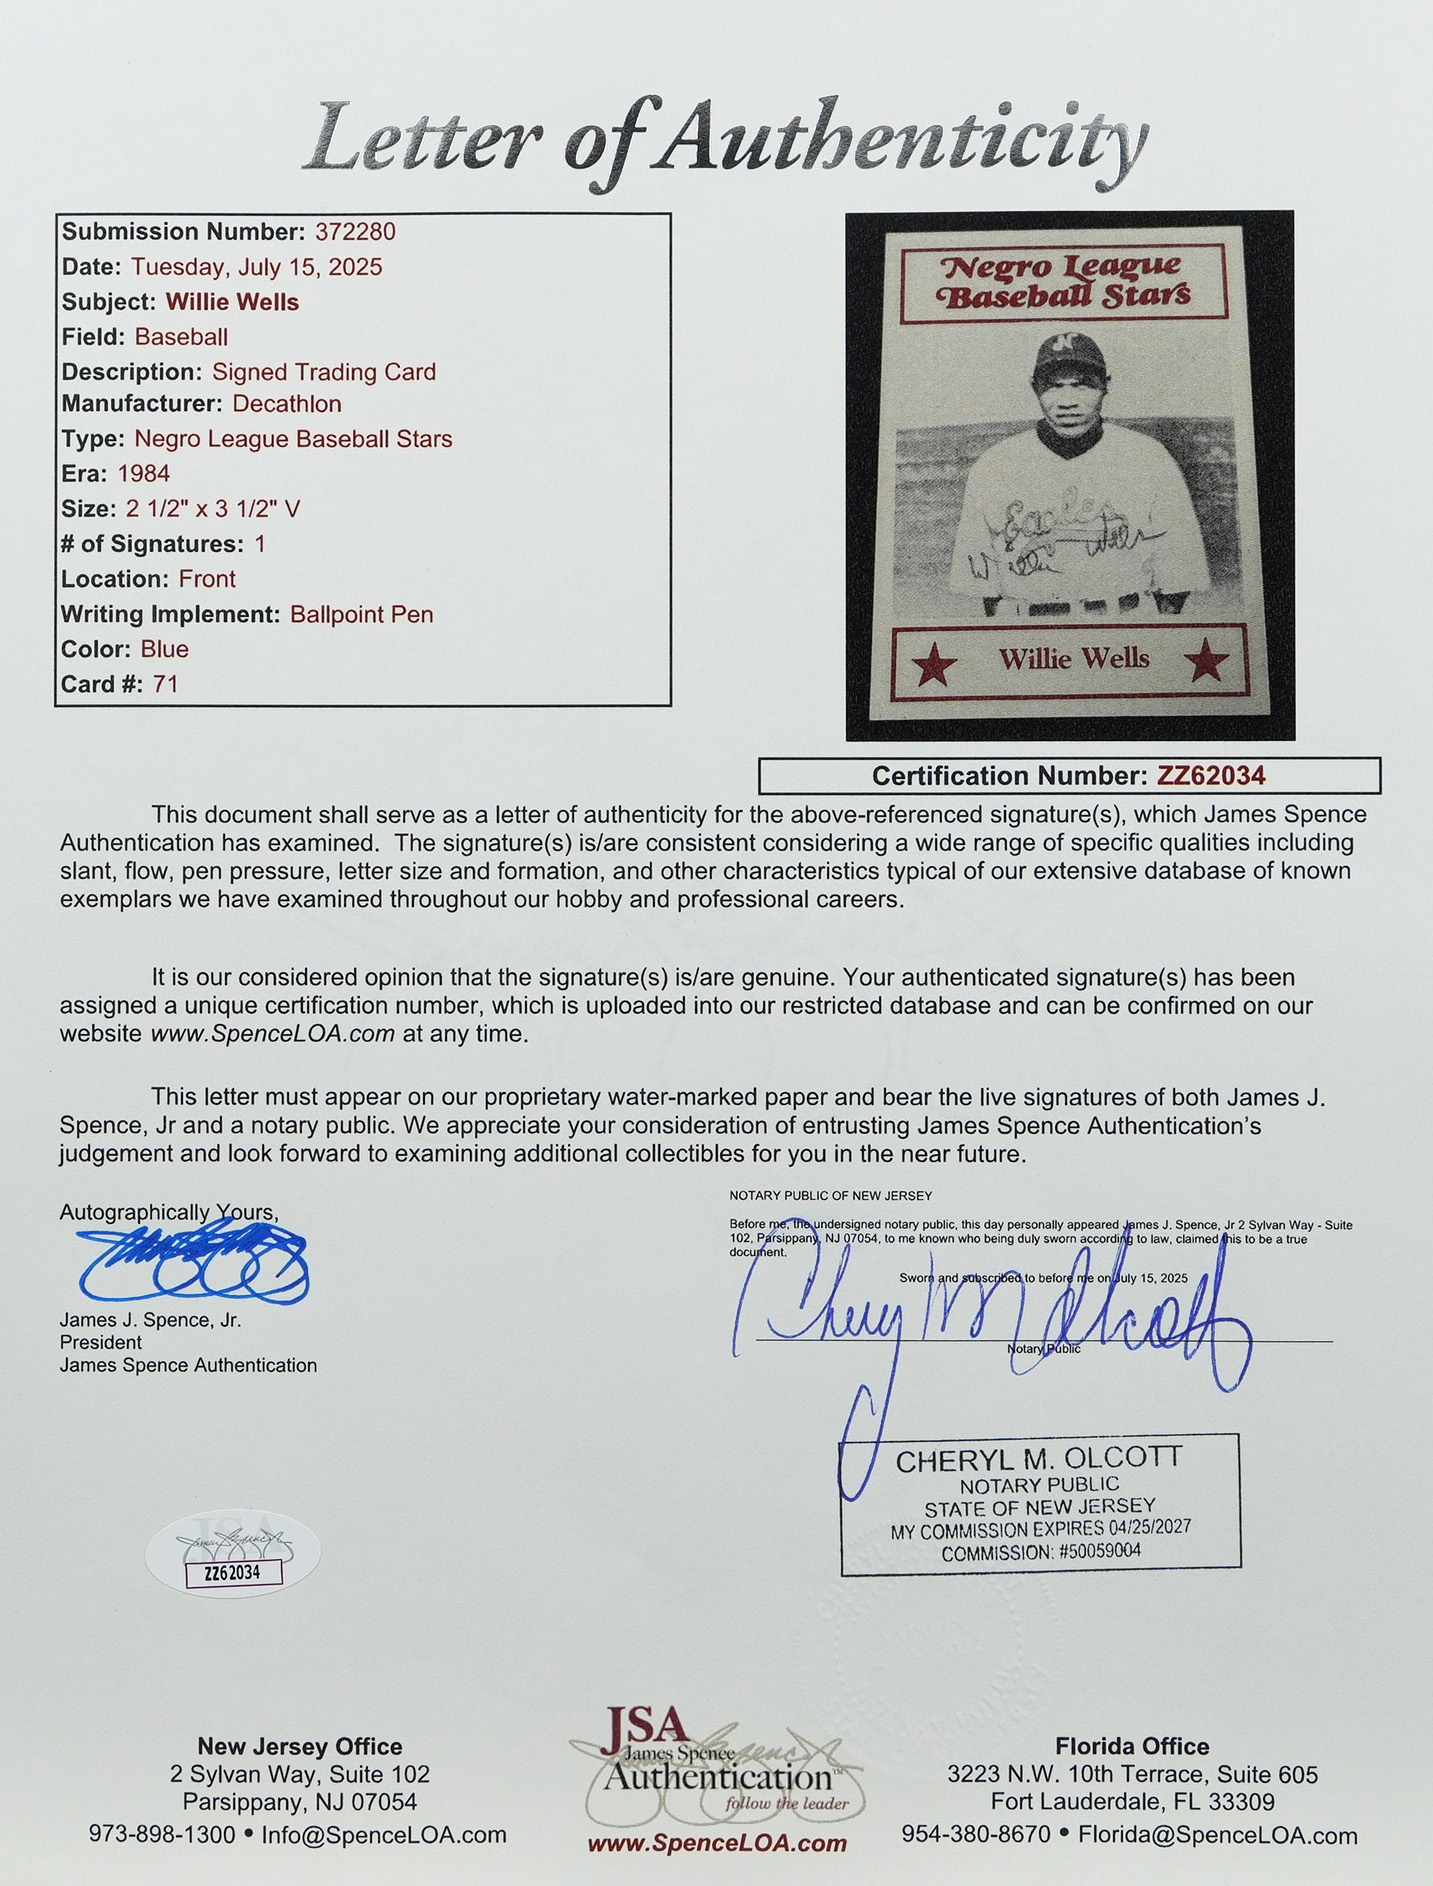 Letter of Authenticity
Submission Number: 372280
Date: Tuesday, July 15, 2025
Subject: Willie Wells
Field: Baseball
Description: Signed Trading Card
Manufacturer: Decathlon
Type: Negro League Baseball Stars
Era: 1984
Size: 2 1/2" x 3 1/2" V
# of Signatures: 1
Location: Front
Writing Implement: Ballpoint Pen
Color: Blue
Card #: 71
Negro League
Baseball Stars
N
Eagles
Willie Wells
Willie Wells
Certification Number: ZZ62034
This document shall serve as a letter of authenticity for the above-referenced signature(s), which James Spence
Authentication has examined. The signature(s) is/are consistent considering a wide range of specific qualities including
slant, flow, pen pressure, letter size and formation, and other characteristics typical of our extensive database of known
exemplars we have examined throughout our hobby and professional careers.
It is our considered opinion that the signature(s) is/are genuine. Your authenticated signature(s) has been
assigned a unique certification number, which is uploaded into our restricted database and can be confirmed on our
website www.SpenceLOA.com at any time.
This letter must appear on our proprietary water-marked paper and bear the live signatures of both James J.
Spence, Jr and a notary public. We appreciate your consideration of entrusting James Spence Authentication's
judgement and look forward to examining additional collectibles for you in the near future.
Autographically Yours,
James J. Spence, Jr.
President
James Spence Authentication
NOTARY PUBLIC OF NEW JERSEY
Before me, the undersigned notary public, this day personally appeared James J. Spence, Jr 2 Sylvan Way - Suite
102, Parsippany, NJ 07054, to me known who being duly sworn according to law, claimed this to be a true
document.
Sworn and subscribed to before me on July 15, 2025
Cheryl M Olcott
Notary Public
CHERYL M. OLCOTT
NOTARY PUBLIC
STATE OF NEW JERSEY
MY COMMISSION EXPIRES 04/25/2027
COMMISSION: #50059004
JSA
ZZ62034
New Jersey Office
2 Sylvan Way, Suite 102
Parsippany, NJ 07054
973-898-1300 • Info@SpenceLOA.com
JSA
James Spence
Authentication™
follow the leader
www.SpenceLOA.com
Florida Office
3223 N.W. 10th Terrace, Suite 605
Fort Lauderdale, FL 33309
954-380-8670 • Florida@SpenceLOA.com